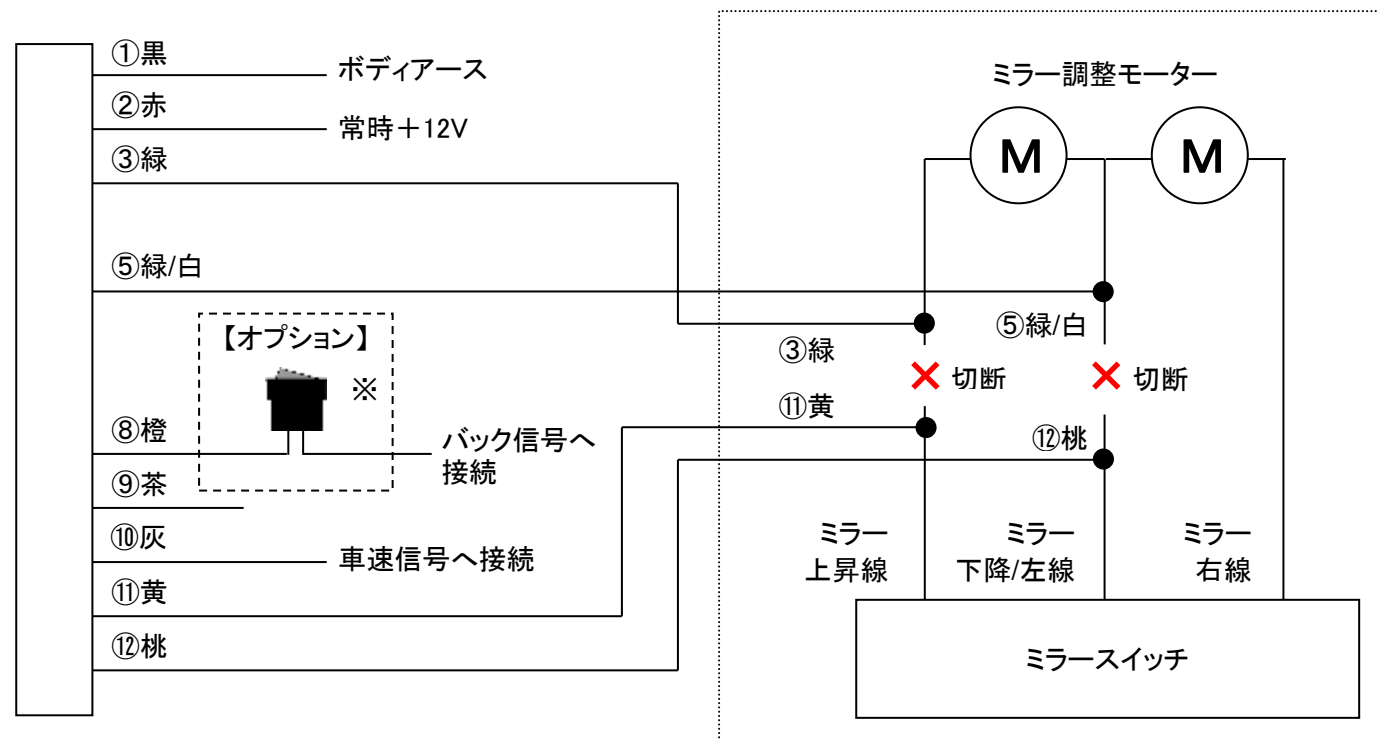 ①黒
ボディアース
②赤
常時＋12V
③緑
⑤緑/白
【オプション】
※
⑧橙
バック信号へ
接続
⑨茶
⑩灰
車速信号へ接続
⑪黄
⑫桃
ミラー調整モーター
M
M
③緑
⑤緑/白
切断
切断
⑪黄
⑫桃
ミラー
上昇線
ミラー
下降/左線
ミラー
右線
ミラースイッチ